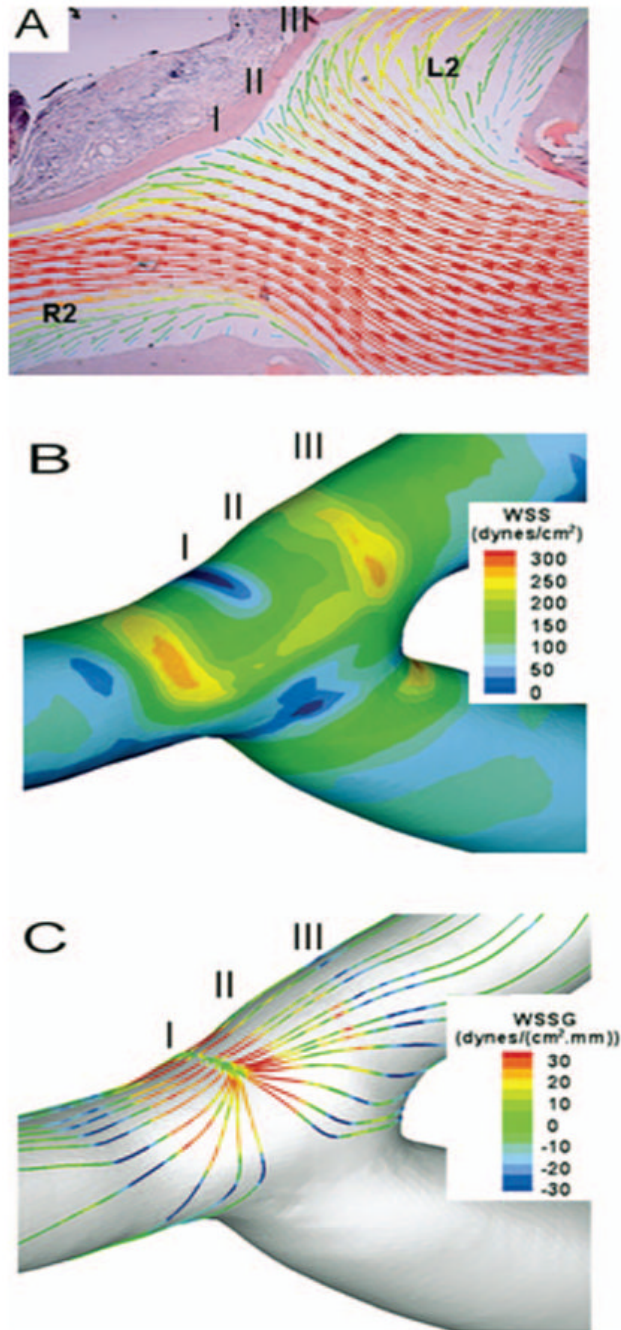 A
III
II
I
L2
R2
B
III
II
I
WSS
(dynes/cm²)
300
250
200
150
100
50
0
C
III
II
I
WSSG
(dynes/(cm².mm))
30
20
10
0
-10
-20
-30